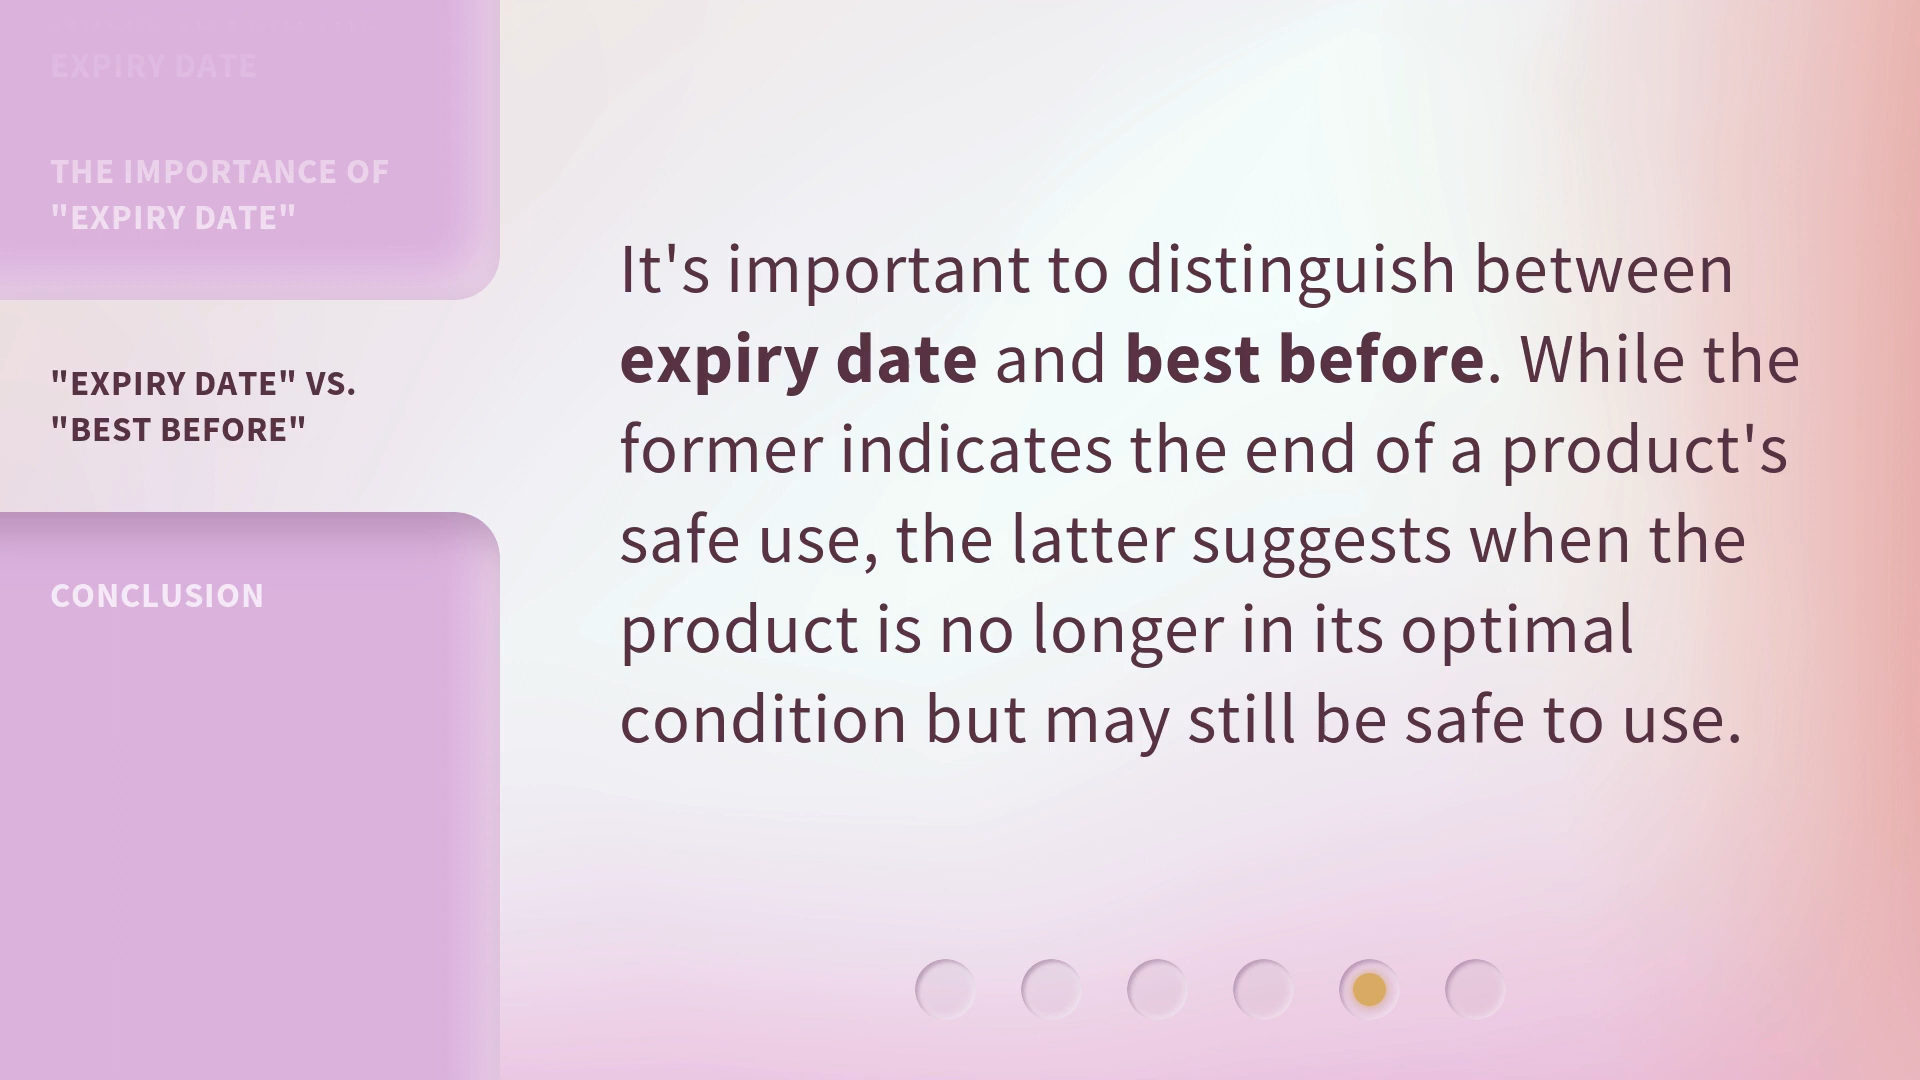 EXPIRY DATE
THE IMPORTANCE OF
"EXPIRY DATE"
"EXPIRY DATE" VS.
"BEST BEFORE"
CONCLUSION
It's important to distinguish between
expiry date and best before. While the
former indicates the end of a product's
safe use, the latter suggests when the
product is no longer in its optimal
condition but may still be safe to use.